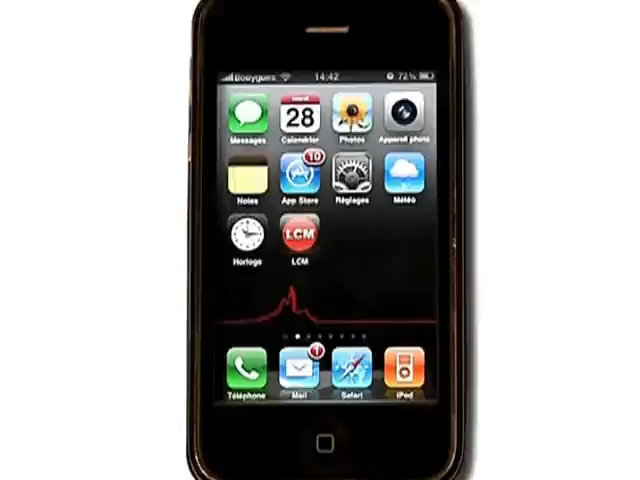 Bouygues 14:42 72%
28
Messages Calendrier Photos Appareil photo
10
Notes App Store Réglages Météo
LCM
Horloge LCM
1
Téléphone Mail Safari iPod